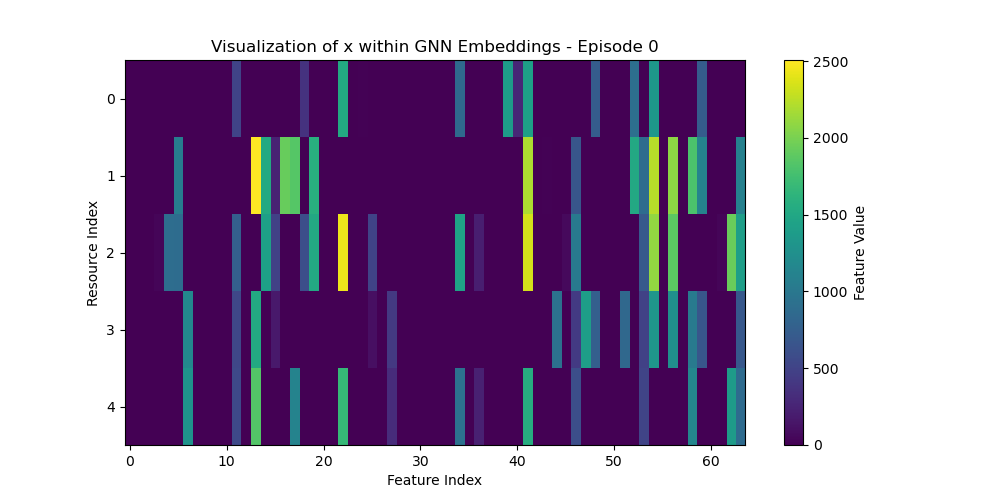 Visualization of x within GNN Embeddings - Episode 0
Resource Index
0
1
2
3
4
0 10 20 30 40 50 60
Feature Index
2500
2000
1500
1000
500
0
Feature Value